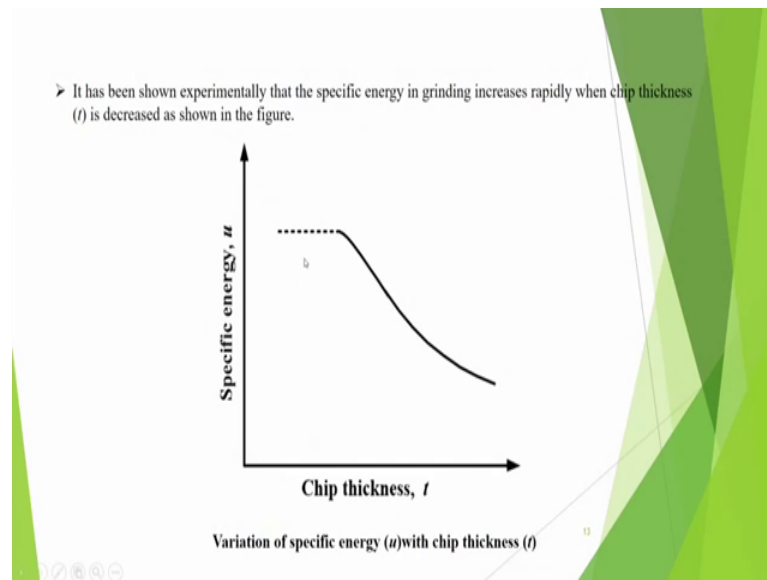 ➤ It has been shown experimentally that the specific energy in grinding increases rapidly when chip thickness
(t) is decreased as shown in the figure.
Specific energy, u
Chip thickness, t
Variation of specific energy (u)with chip thickness (t)
13